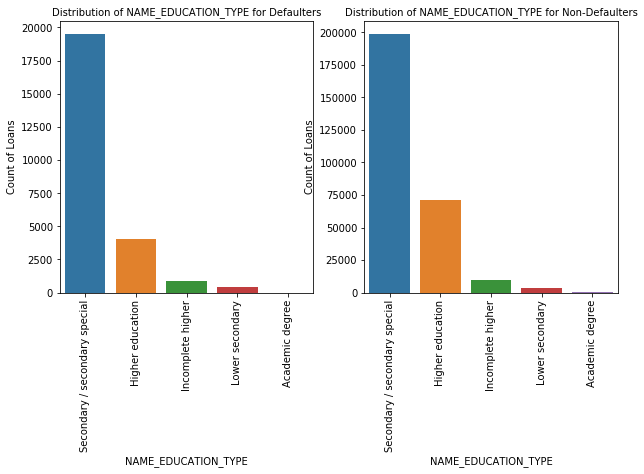 Distribution of NAME_EDUCATION_TYPE for Defaulters
20000
17500
15000
12500
10000
7500
5000
2500
0
Count of Loans
Secondary / secondary special
Higher education
Incomplete higher
Lower secondary
Academic degree
NAME_EDUCATION_TYPE
Distribution of NAME_EDUCATION_TYPE for Non-Defaulters
200000
175000
150000
125000
100000
75000
50000
25000
0
Count of Loans
Secondary / secondary special
Higher education
Incomplete higher
Lower secondary
Academic degree
NAME_EDUCATION_TYPE